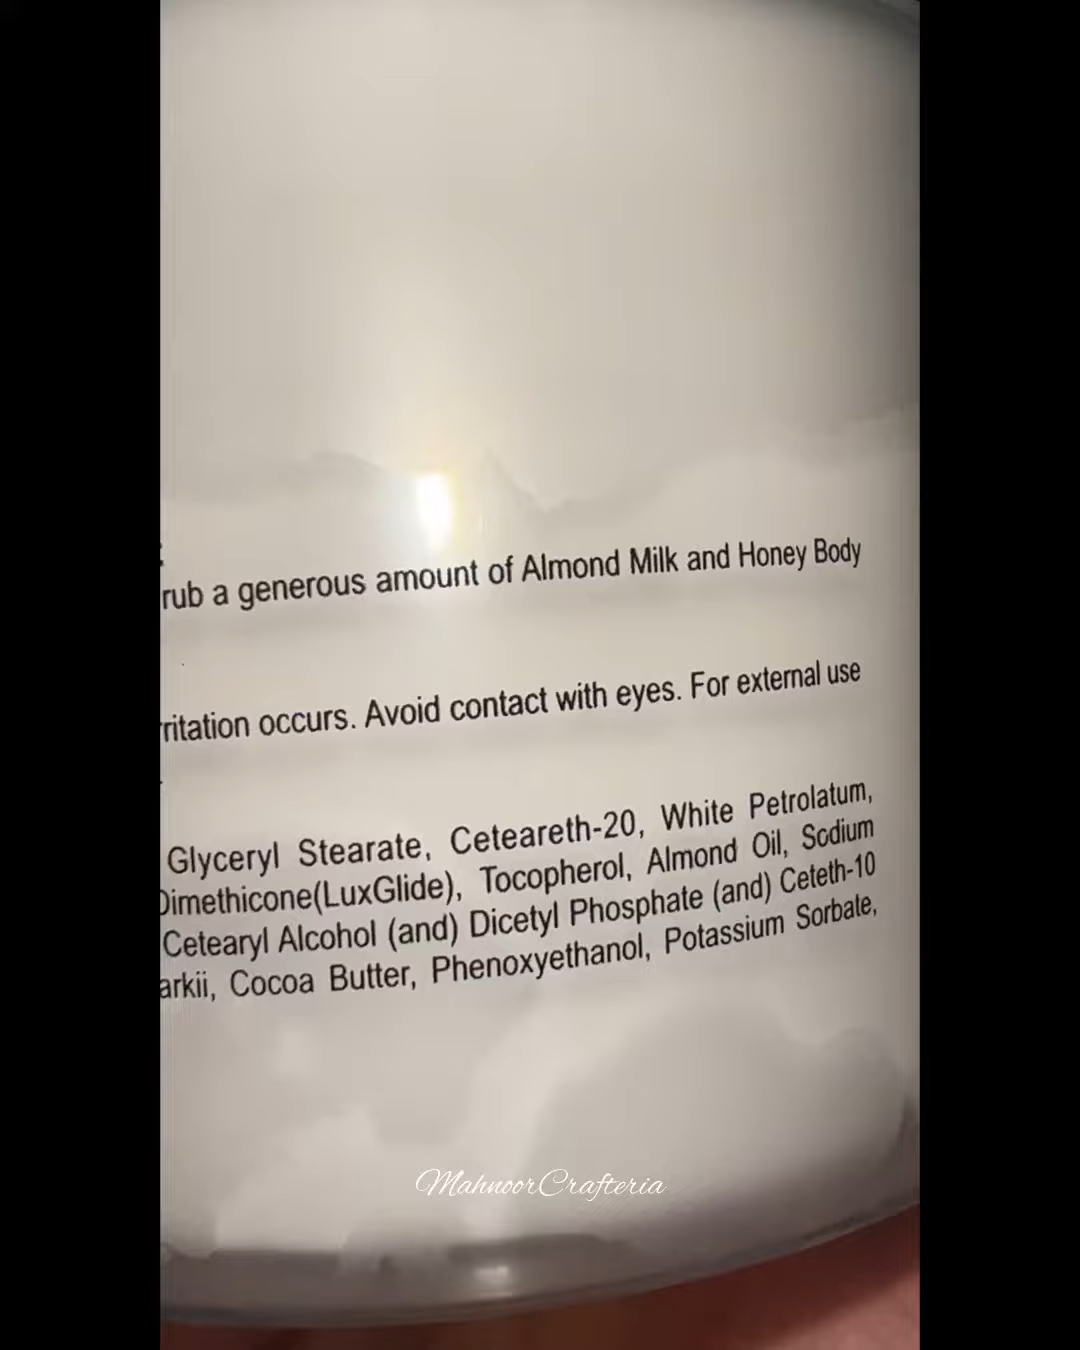 rub a generous amount of Almond Milk and Honey Body
ritation occurs. Avoid contact with eyes. For external use
Glyceryl Stearate, Ceteareth-20, White Petrolatum,
Dimethicone(LuxGlide), Tocopherol, Almond Oil, Sodium
Cetearyl Alcohol (and) Dicetyl Phosphate (and) Ceteth-10
arkii, Cocoa Butter, Phenoxyethanol, Potassium Sorbate,
MahnoorCrafteria